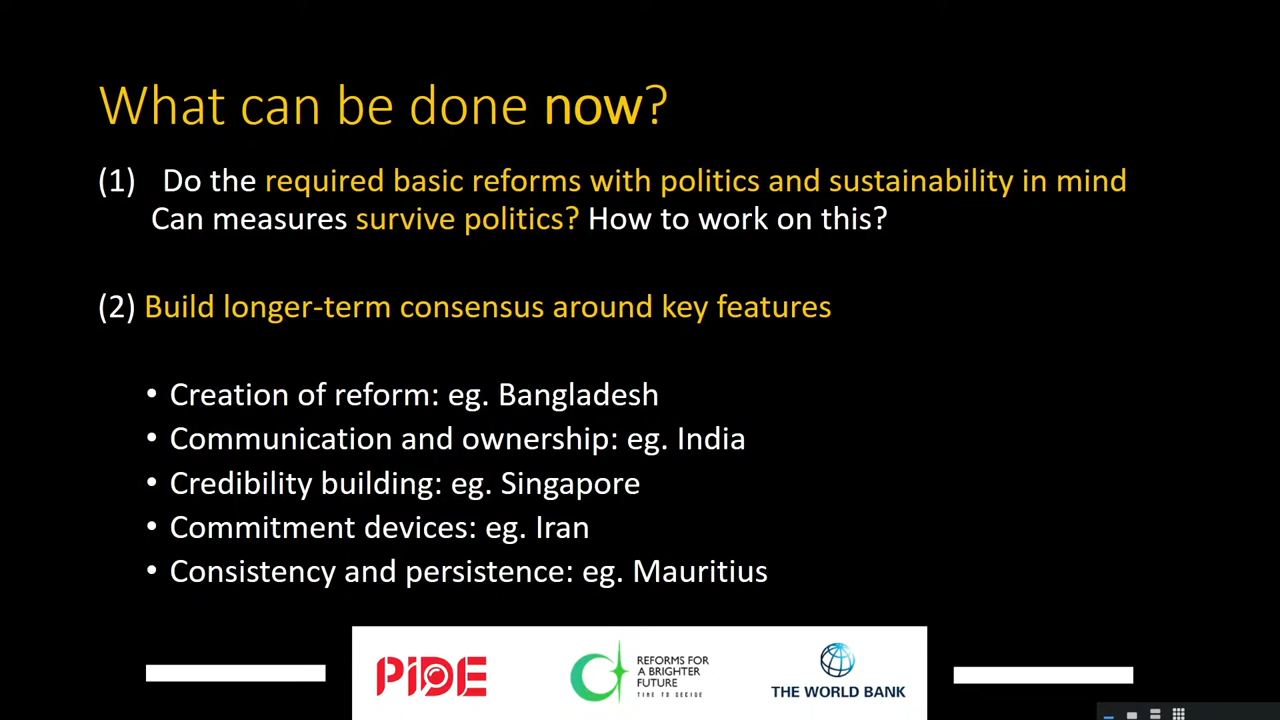 What can be done now?
(1) Do the required basic reforms with politics and sustainability in mind
Can measures survive politics? How to work on this?
(2) Build longer-term consensus around key features
• Creation of reform: eg. Bangladesh
• Communication and ownership: eg. India
• Credibility building: eg. Singapore
• Commitment devices: eg. Iran
• Consistency and persistence: eg. Mauritius
PIDE
REFORMS FOR
A BRIGHTER
FUTURE
TIME TO DECIDE
THE WORLD BANK